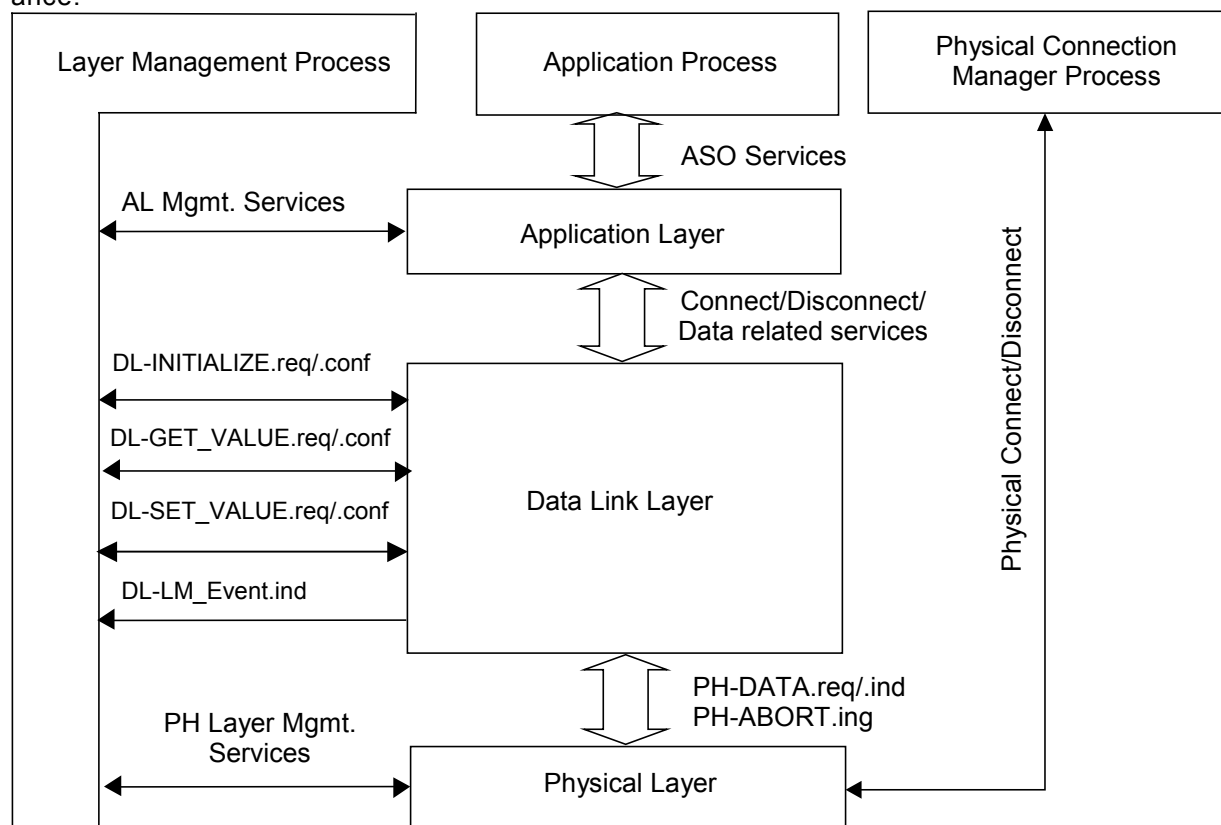 ance.
Layer Management Process
Application Process
Physical Connection
Manager Process
ASO Services
AL Mgmt. Services
Application Layer
Connect/Disconnect/
Data related services
Physical Connect/Disconnect
DL-INITIALIZE.req/.conf
DL-GET_VALUE.req/.conf
DL-SET_VALUE.req/.conf
Data Link Layer
DL-LM_Event.ind
PH-DATA.req/.ind
PH-ABORT.ing
PH Layer Mgmt.
Services
Physical Layer